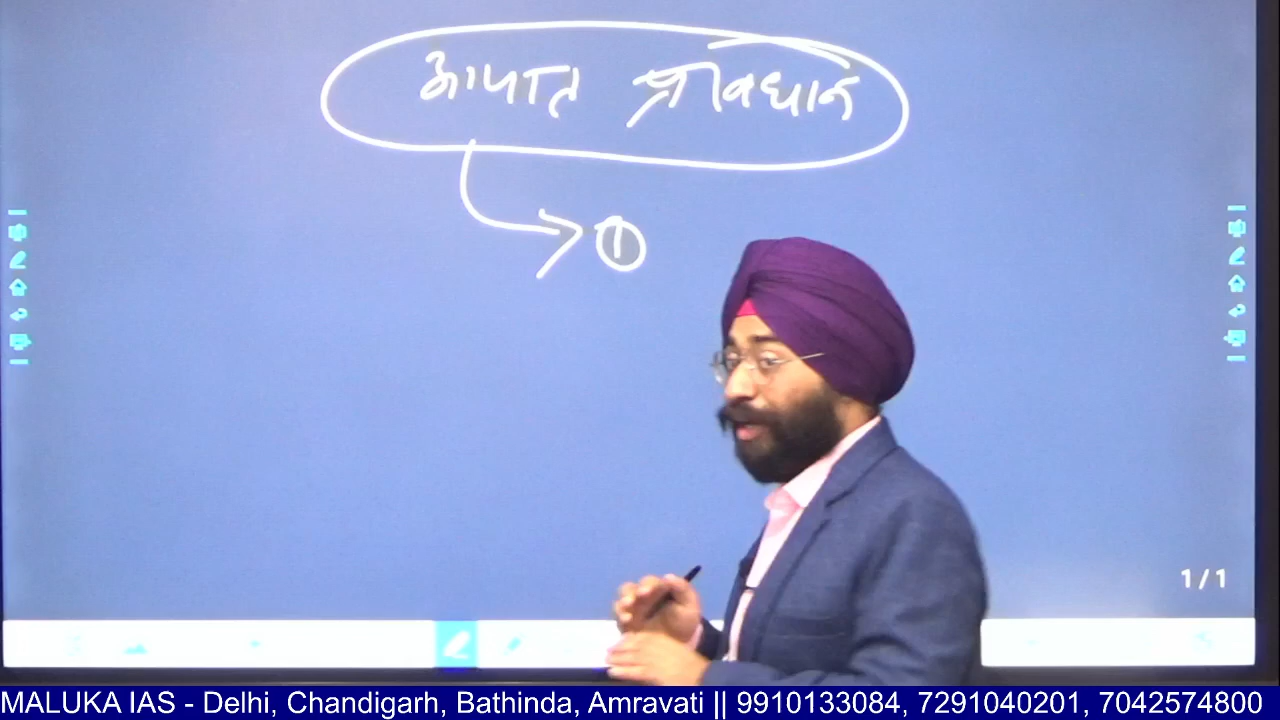 आपात प्रावधान
①
1/1
MALUKA IAS - Delhi, Chandigarh, Bathinda, Amravati || 9910133084, 7291040201, 7042574800